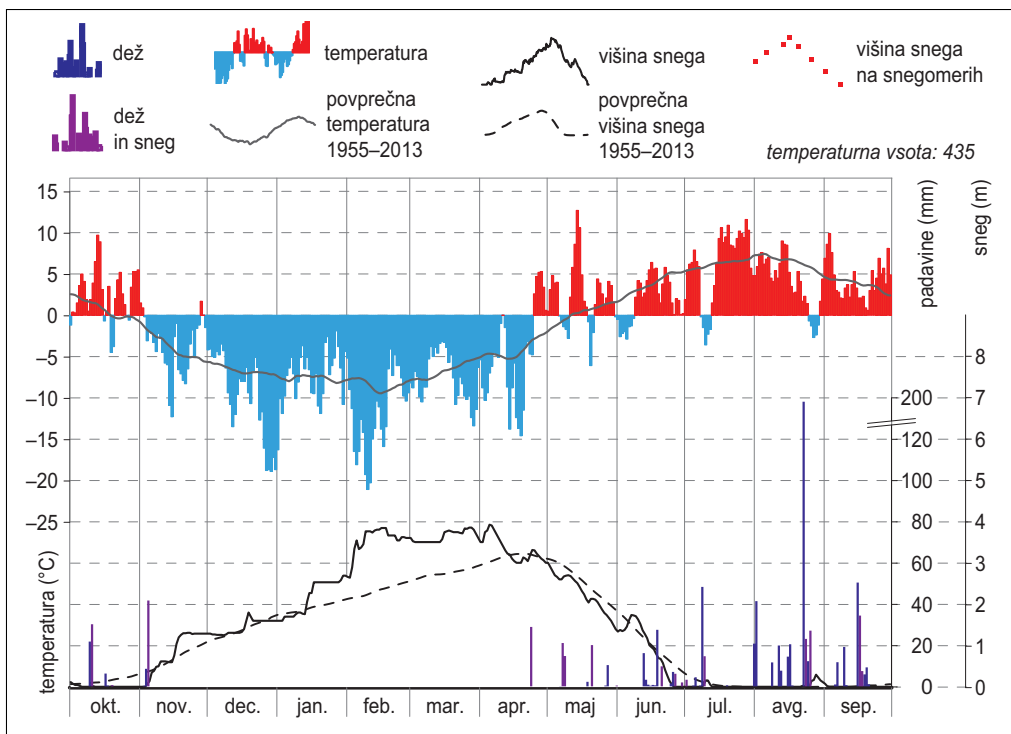 dež
temperatura
višina snega
višina snega
na snegomerih
dež
in sneg
povprečna
temperatura
1955–2013
povprečna
višina snega
1955–2013
temperaturna vsota: 435
15
10
5
0
−5
−10
−15
−20
−25
temperatura (°C)
padavine (mm)
sneg (m)
200
120
100
60
40
20
0
8
7
6
5
4
3
2
1
0
okt.
nov.
dec.
jan.
feb.
mar.
apr.
maj
jun.
jul.
avg.
sep.